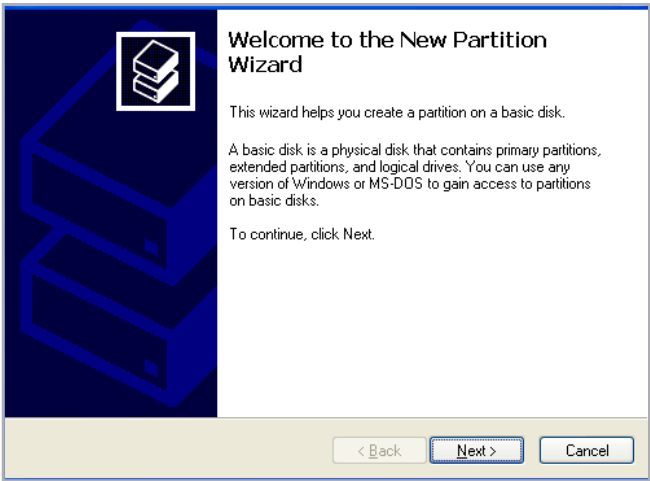 Welcome to the New Partition
Wizard
This wizard helps you create a partition on a basic disk.
A basic disk is a physical disk that contains primary partitions,
extended partitions, and logical drives. You can use any
version of Windows or MS-DOS to gain access to partitions
on basic disks.
To continue, click Next.
< Back
Next >
Cancel